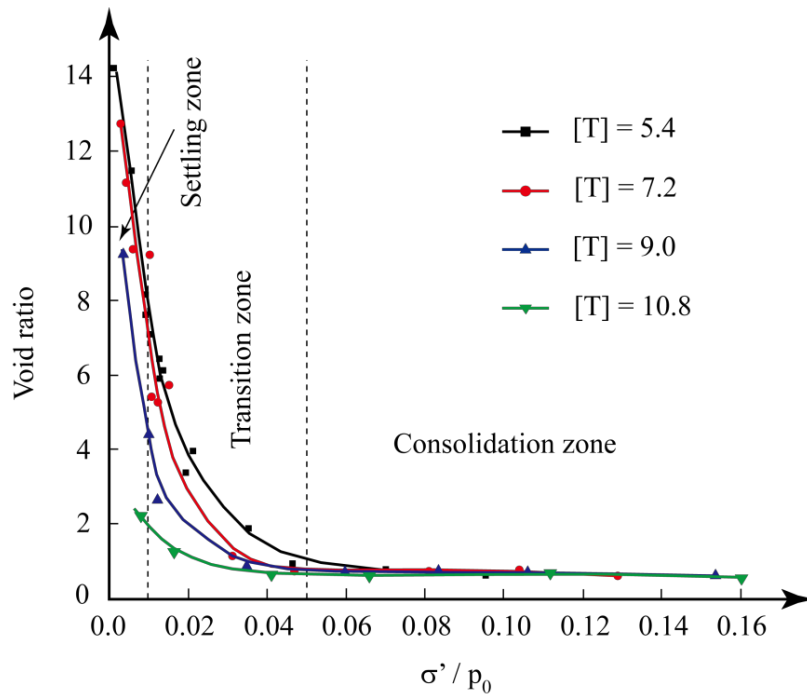 14
12
10
8
6
4
2
0
0.0
0.02
0.04
0.06
0.08
0.10
0.12
0.14
0.16
Void ratio
σ’ / p₀
Settling zone
Transition zone
Consolidation zone
[T] = 5.4
[T] = 7.2
[T] = 9.0
[T] = 10.8